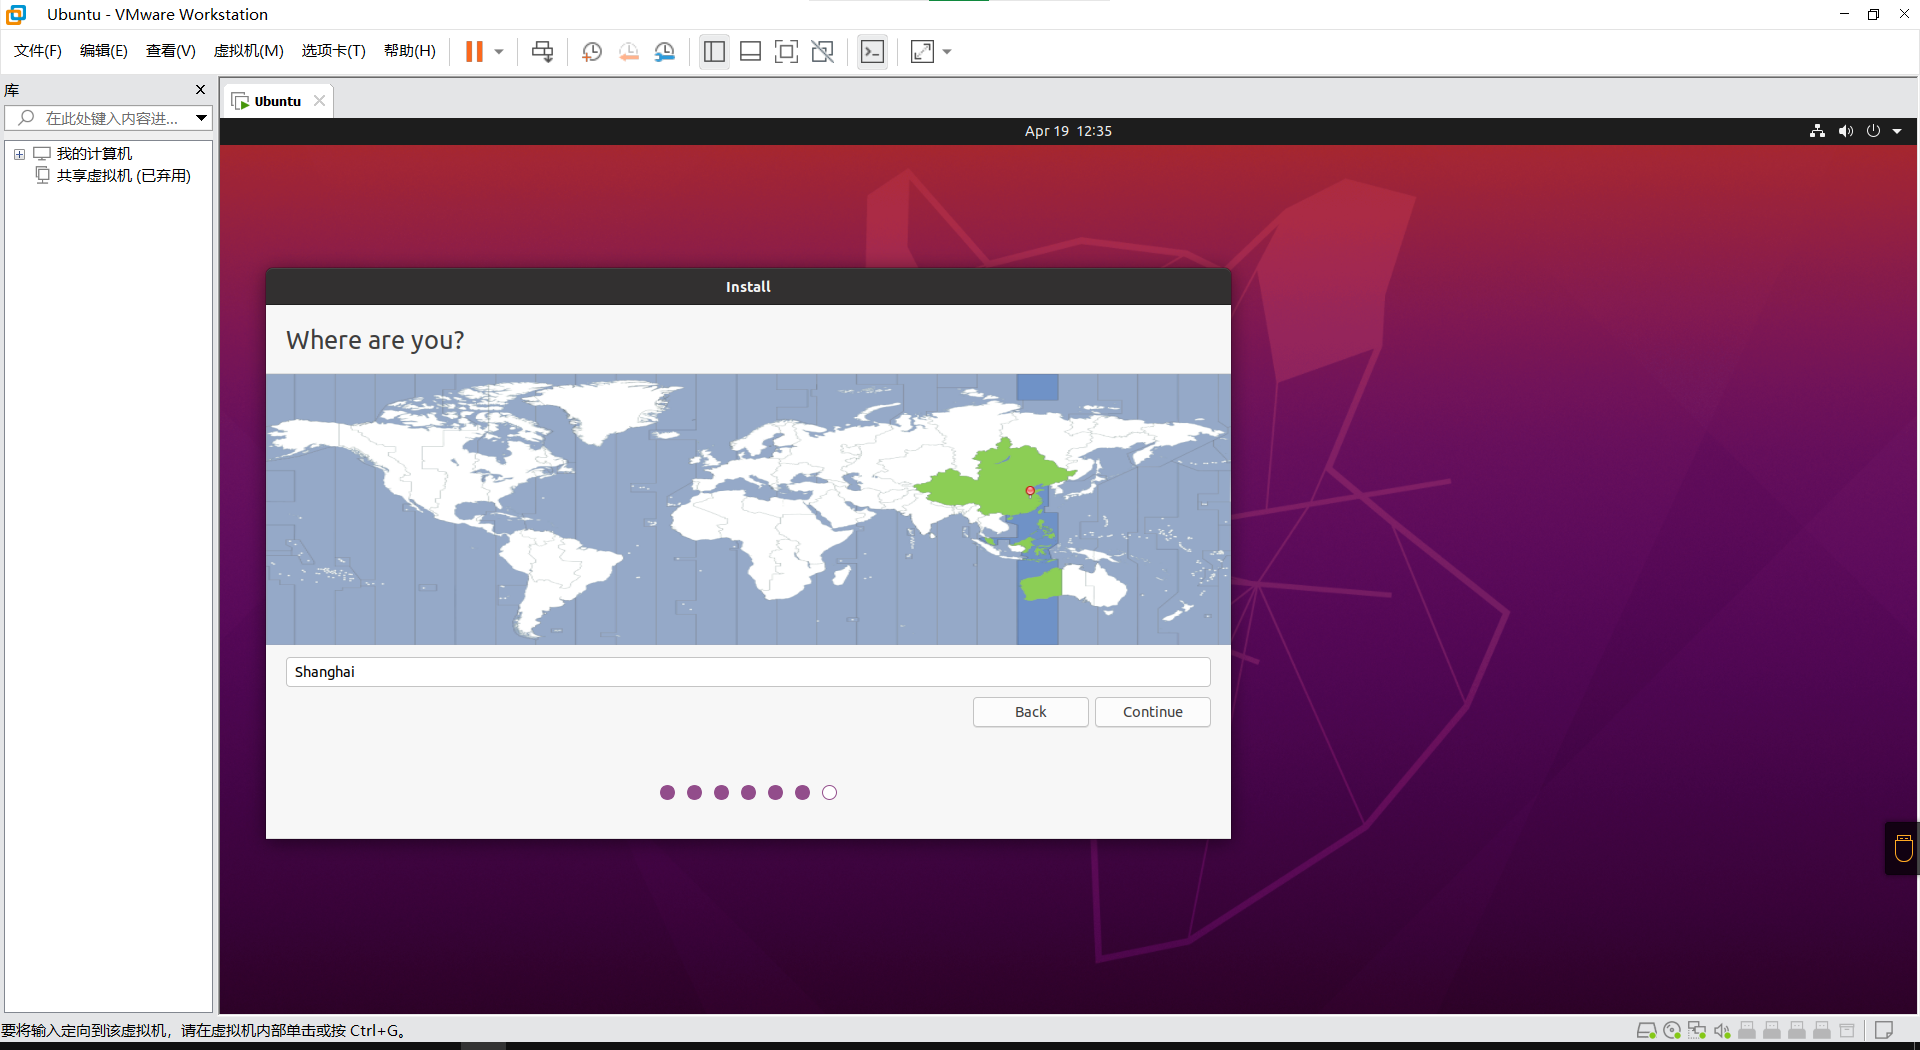 Ubuntu - VMware Workstation
文件(F) 编辑(E) 查看(V) 虚拟机(M) 选项卡(T) 帮助(H)
库
在此处键入内容进...
我的计算机
共享虚拟机 (已弃用)
Ubuntu
Apr 19 12:35
Install
Where are you?
Shanghai
Back Continue
要将输入定向到该虚拟机，请在虚拟机内部单击或按 Ctrl+G。